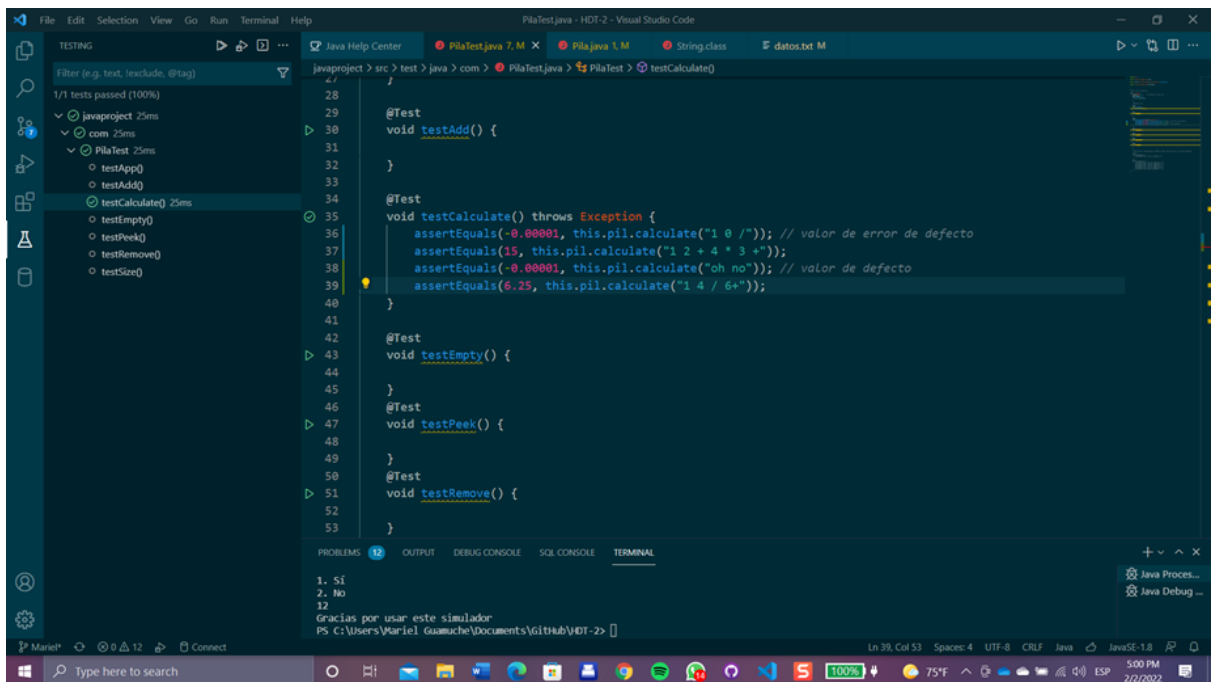 File Edit Selection View Go Run Terminal Help
PilaTest.java - HDT-2 - Visual Studio Code
TESTING
Java Help Center PilaTest.java 7, M Pila.java 1, M String.class datos.txt M
Filter (e.g. text, !exclude, @tag)
javaproject > src > test > java > com > PilaTest.java > PilaTest > testCalculate()
1/1 tests passed (100%)
javaproject 25ms
com 25ms
PilaTest 25ms
testApp()
testAdd()
testCalculate() 25ms
testEmpty()
testPeek()
testRemove()
testSize()
7
27 }
28
29 @Test
30 void testAdd() {
31
32 }
33
34 @Test
35 void testCalculate() throws Exception {
36 assertEquals(-0.00001, this.pil.calculate("1 0 /")); // valor de error de defecto
37 assertEquals(15, this.pil.calculate("1 2 + 4 * 3 +"));
38 assertEquals(-0.00001, this.pil.calculate("oh no")); // valor de defecto
39 assertEquals(6.25, this.pil.calculate("1 4 / 6+"));
40 }
41
42 @Test
43 void testEmpty() {
44
45 }
46 @Test
47 void testPeek() {
48
49 }
50 @Test
51 void testRemove() {
52
53 }
PROBLEMS 12 OUTPUT DEBUG CONSOLE SQL CONSOLE TERMINAL
1. Sí
2. No
12
Gracias por usar este simulador
PS C:\Users\Mariel Guamuche\Documents\GitHub\HDT-2>
Java Proces...
Java Debug ...
Mariel* 0 12 Connect
Ln 39, Col 53 Spaces: 4 UTF-8 CRLF Java JavaSE-1.8
Type here to search
100% 75°F ESP
5:00 PM
2/2/2022